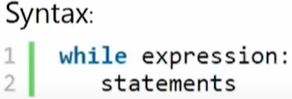 Syntax:
1 while expression:
2 statements